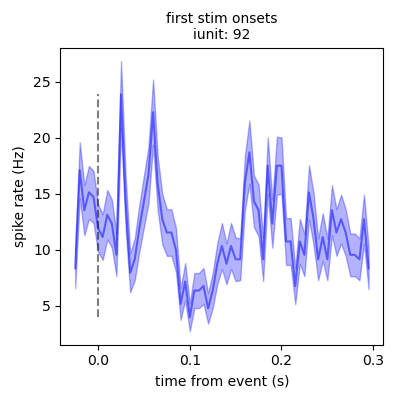 first stim onsets
iunit: 92
spike rate (Hz)
25
20
15
10
5
0.0
0.1
0.2
0.3
time from event (s)